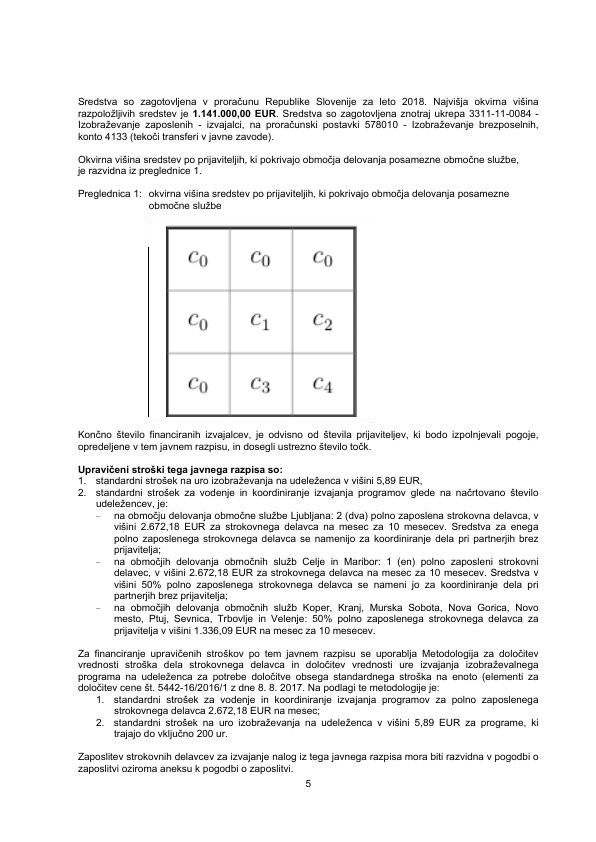 Sredstva so zagotovljena v proračunu Republike Slovenije za leto 2018. Najvišja okvirna višina
razpoložljivih sredstev je 1.141.000,00 EUR. Sredstva so zagotovljena znotraj ukrepa 3311-11-0084 -
Izobraževanje zaposlenih - izvajalci, na proračunski postavki 578010 - Izobraževanje brezposelnih,
konto 4133 (tekoči transferi v javne zavode).
Okvirna višina sredstev po prijaviteljih, ki pokrivajo območja delovanja posamezne območne službe,
je razvidna iz preglednice 1.
Preglednica 1: okvirna višina sredstev po prijaviteljih, ki pokrivajo območja delovanja posamezne
območne službe
c₀ c₀ c₀
c₀ c₁ c₂
c₀ c₃ c₄
Končno število financiranih izvajalcev, je odvisno od števila prijaviteljev, ki bodo izpolnjevali pogoje,
opredeljene v tem javnem razpisu, in dosegli ustrezno število točk.
Upravičeni stroški tega javnega razpisa so:
1. standardni strošek na uro izobraževanja na udeleženca v višini 5,89 EUR,
2. standardni strošek za vodenje in koordiniranje izvajanja programov glede na načrtovano število
udeležencev, je:
– na območju delovanja območne službe Ljubljana: 2 (dva) polno zaposlena strokovna delavca, v
višini 2.672,18 EUR za strokovnega delavca na mesec za 10 mesecev. Sredstva za enega
polno zaposlenega strokovnega delavca se namenijo za koordiniranje dela pri partnerjih brez
prijavitelja;
– na območjih delovanja območnih služb Celje in Maribor: 1 (en) polno zaposleni strokovni
delavec, v višini 2.672,18 EUR za strokovnega delavca na mesec za 10 mesecev. Sredstva v
višini 50% polno zaposlenega strokovnega delavca se nameni jo za koordiniranje dela pri
partnerjih brez prijavitelja;
– na območjih delovanja območnih služb Koper, Kranj, Murska Sobota, Nova Gorica, Novo
mesto, Ptuj, Sevnica, Trbovlje in Velenje: 50% polno zaposlenega strokovnega delavca za
prijavitelja v višini 1.336,09 EUR na mesec za 10 mesecev.
Za financiranje upravičenih stroškov po tem javnem razpisu se uporablja Metodologija za določitev
vrednosti stroška dela strokovnega delavca in določitev vrednosti ure izvajanja izobraževalnega
programa na udeleženca za potrebe določitve obsega standardnega stroška na enoto (elementi za
določitev cene št. 5442-16/2016/1 z dne 8. 8. 2017. Na podlagi te metodologije je:
1. standardni strošek za vodenje in koordiniranje izvajanja programov za polno zaposlenega
strokovnega delavca 2.672,18 EUR na mesec;
2. standardni strošek na uro izobraževanja na udeleženca v višini 5,89 EUR za programe, ki
trajajo do vključno 200 ur.
Zaposlitev strokovnih delavcev za izvajanje nalog iz tega javnega razpisa mora biti razvidna v pogodbi o
zaposlitvi oziroma aneksu k pogodbi o zaposlitvi.
5